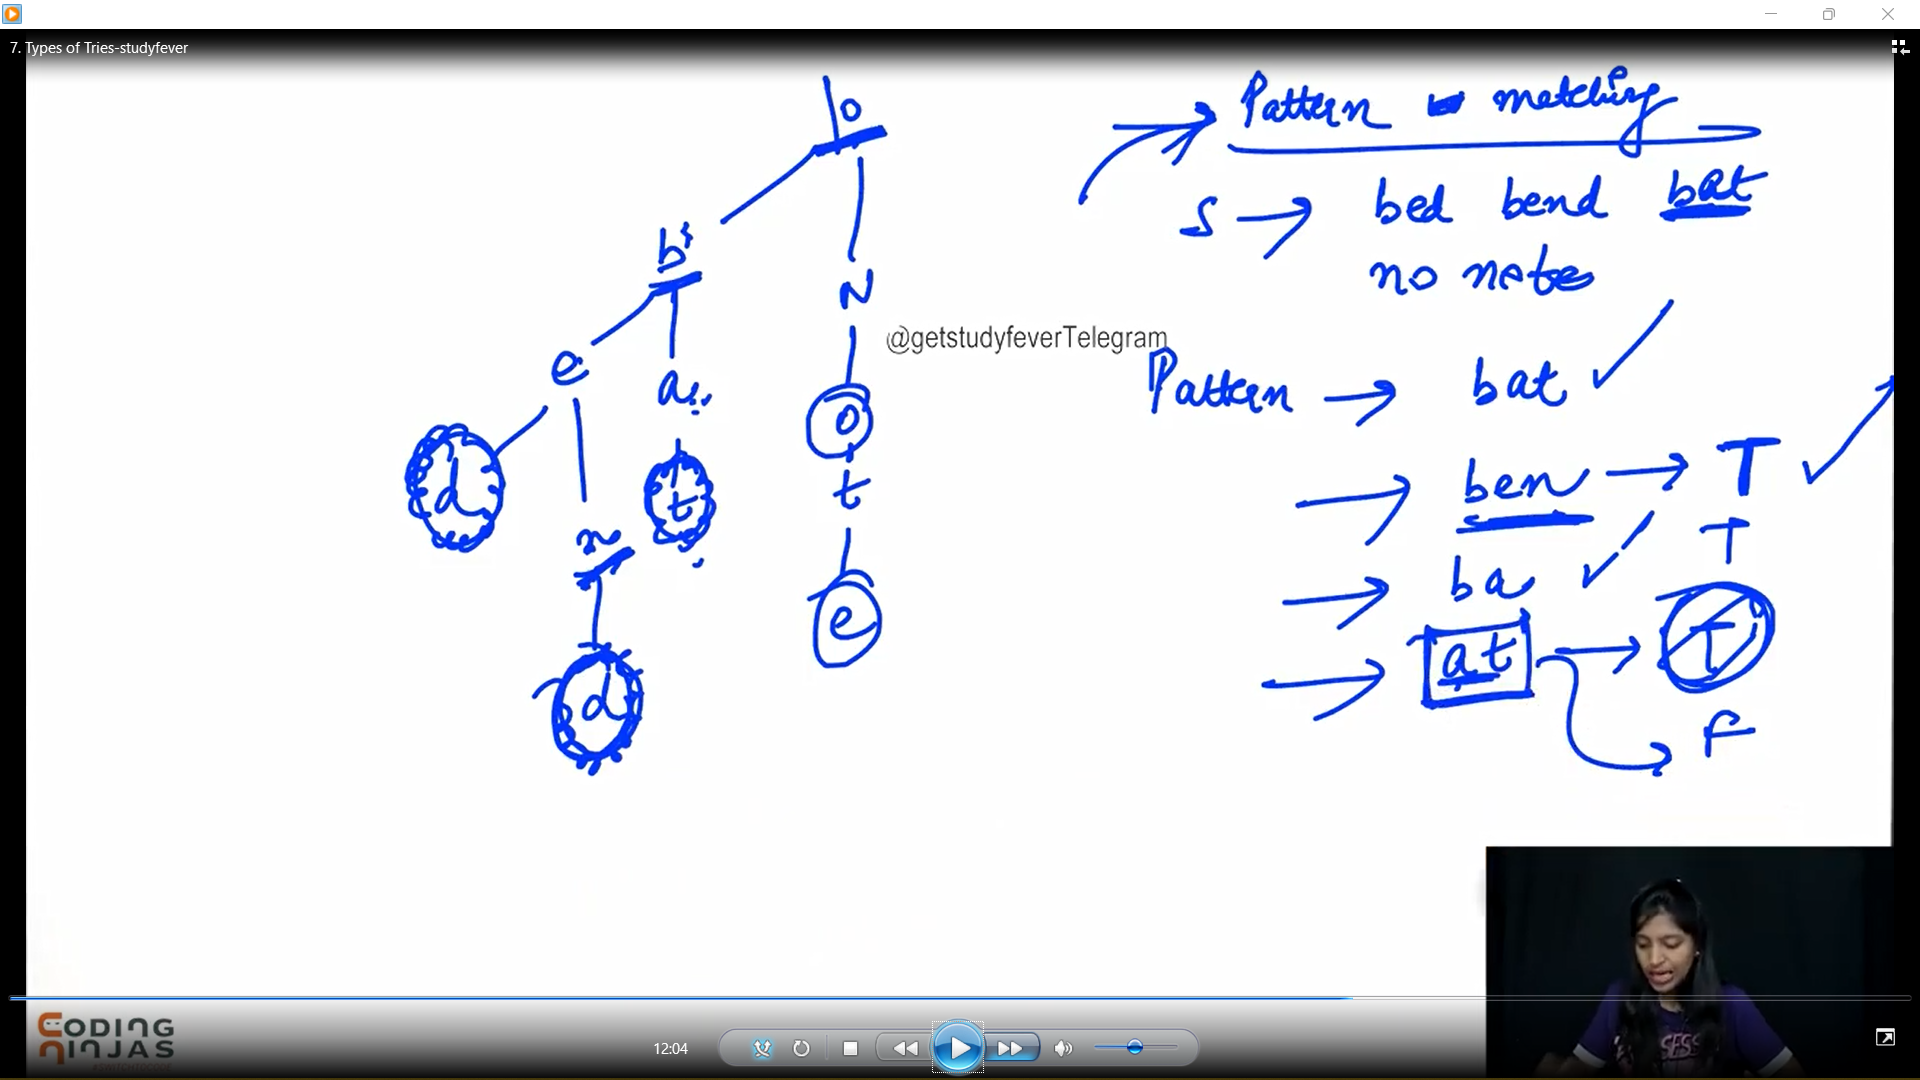 7. Types of Tries-studyfever
\0
Pattern - matching
S → bed bend bat
no note
b
N
@getstudyfeverTelegram
e
a
o
Pattern → bat ✓
d
t
t
→ ben → T ✓
n
T
→ ba ✓
e
→ at → T
d
F
CODING
NINJAS
12:04